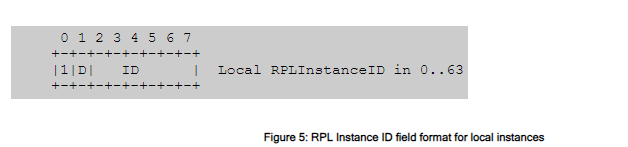 0 1 2 3 4 5 6 7
+-+-+-+-+-+-+-+-+
|1|D|   ID      |  Local RPLInstanceID in 0..63
+-+-+-+-+-+-+-+-+
Figure 5: RPL Instance ID field format for local instances